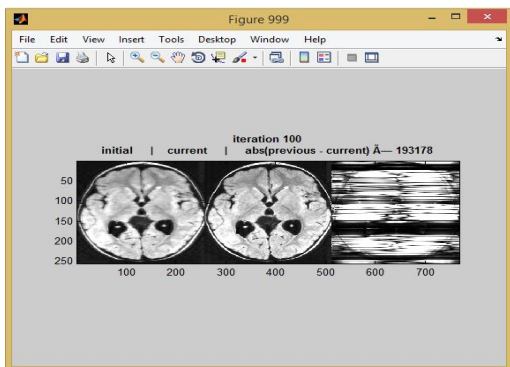 Figure 999
File Edit View Insert Tools Desktop Window Help
iteration 100
initial | current | abs(previous - current) Ä— 193178
50
100
150
200
250
100 200 300 400 500 600 700